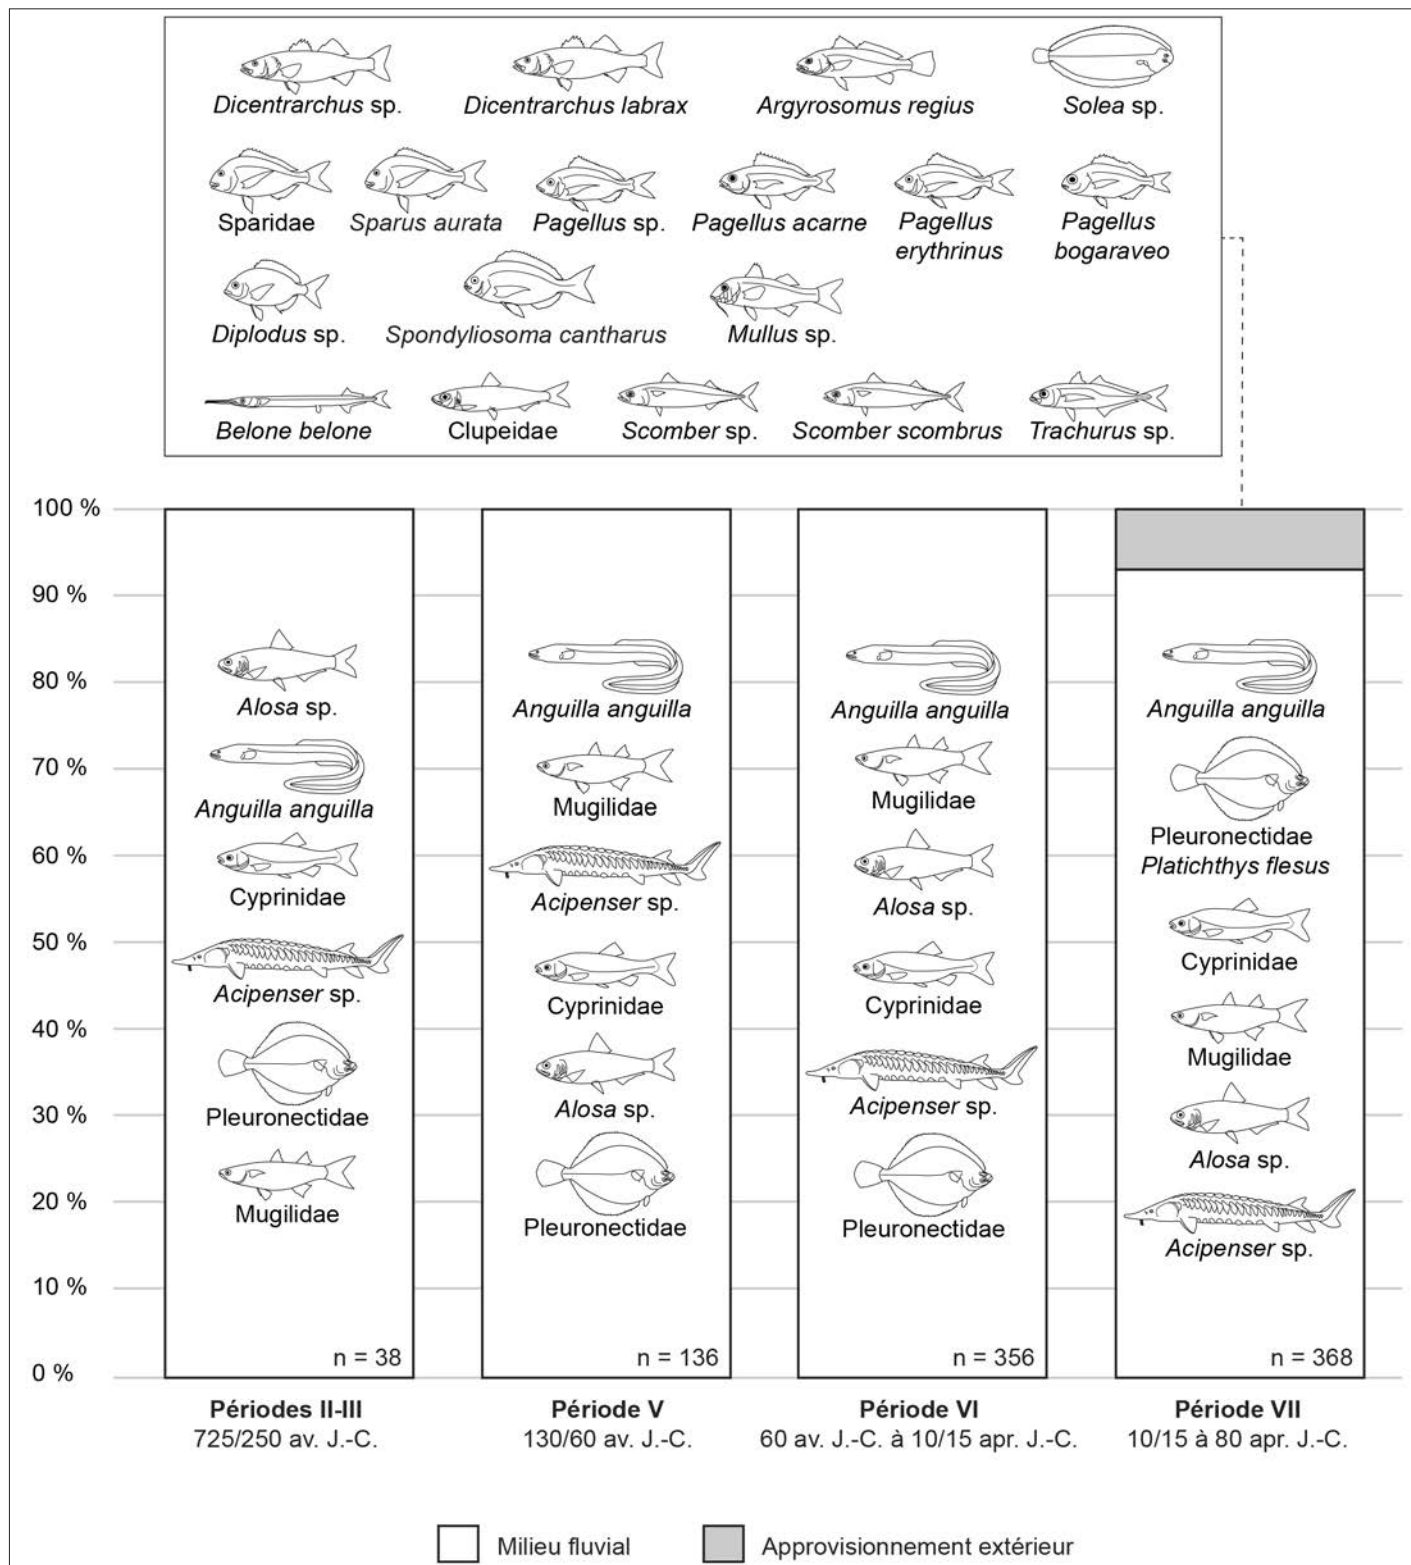 Dicentrarchus sp. Dicentrarchus labrax Argyrosomus regius Solea sp.
Sparidae Sparus aurata Pagellus sp. Pagellus acarne Pagellus erythrinus Pagellus bogaraveo
Diplodus sp. Spondyliosoma cantharus Mullus sp.
Belone belone Clupeidae Scomber sp. Scomber scombrus Trachurus sp.
100 %
90 %
80 %
70 %
60 %
50 %
40 %
30 %
20 %
10 %
0 %
Alosa sp.
Anguilla anguilla
Cyprinidae
Acipenser sp.
Pleuronectidae
Mugilidae
n = 38
Périodes II-III
725/250 av. J.-C.
Anguilla anguilla
Mugilidae
Acipenser sp.
Cyprinidae
Alosa sp.
Pleuronectidae
n = 136
Période V
130/60 av. J.-C.
Anguilla anguilla
Mugilidae
Alosa sp.
Cyprinidae
Acipenser sp.
Pleuronectidae
n = 356
Période VI
60 av. J.-C. à 10/15 apr. J.-C.
Anguilla anguilla
Pleuronectidae
Platichthys flesus
Cyprinidae
Mugilidae
Alosa sp.
Acipenser sp.
n = 368
Période VII
10/15 à 80 apr. J.-C.
Milieu fluvial Approvisionnement extérieur